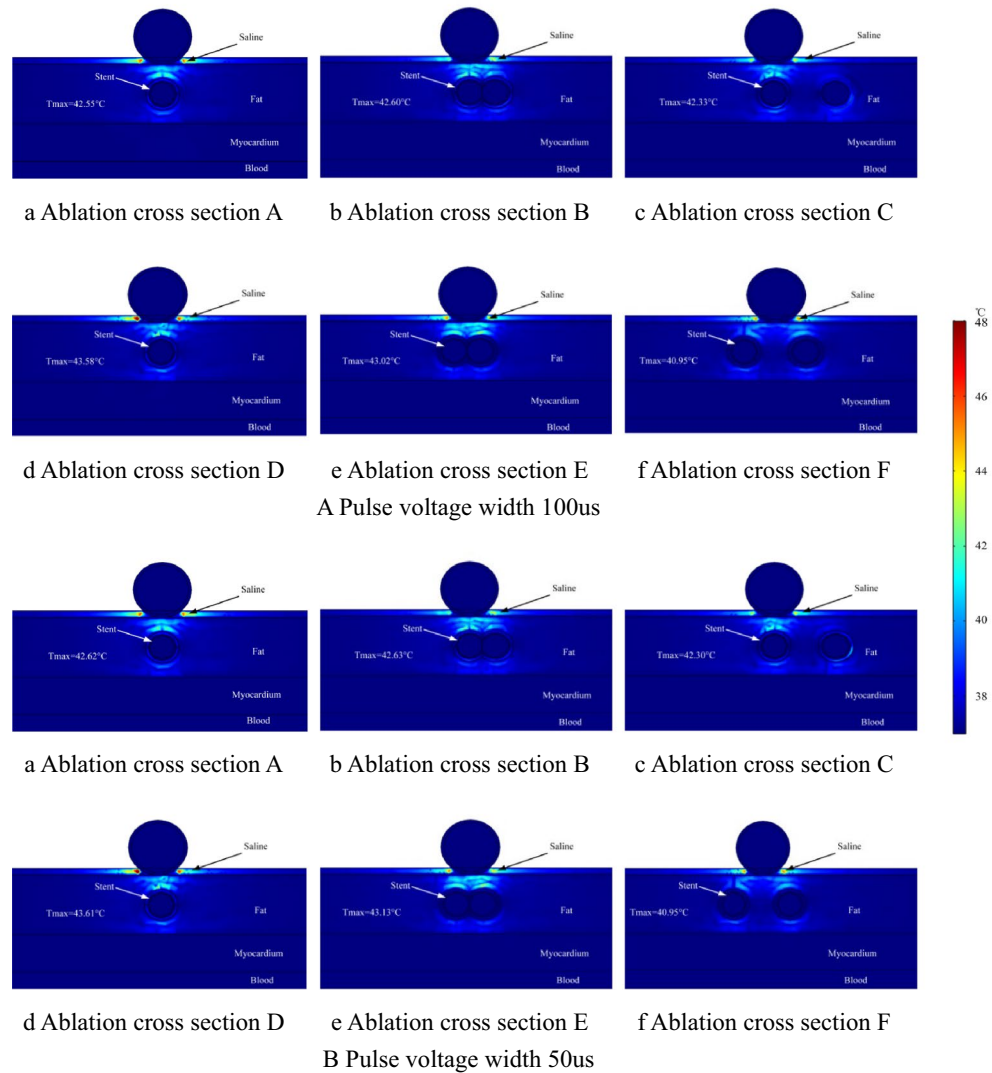 Saline
Stent
Tmax=42.55°C
Fat
Myocardium
Blood
a Ablation cross section A
Saline
Stent
Tmax=42.60°C
Fat
Myocardium
Blood
b Ablation cross section B
Saline
Stent
Tmax=42.33°C
Fat
Myocardium
Blood
c Ablation cross section C
Saline
Stent
Tmax=43.58°C
Fat
Myocardium
Blood
d Ablation cross section D
Saline
Stent
Tmax=43.02°C
Fat
Myocardium
Blood
e Ablation cross section E
Saline
Stent
Tmax=40.95°C
Fat
Myocardium
Blood
f Ablation cross section F
A Pulse voltage width 100us
Saline
Stent
Tmax=42.62°C
Fat
Myocardium
Blood
a Ablation cross section A
Saline
Stent
Tmax=42.63°C
Fat
Myocardium
Blood
b Ablation cross section B
Saline
Stent
Tmax=42.30°C
Fat
Myocardium
Blood
c Ablation cross section C
Saline
Stent
Tmax=43.61°C
Fat
Myocardium
Blood
d Ablation cross section D
Saline
Stent
Tmax=43.13°C
Fat
Myocardium
Blood
e Ablation cross section E
Saline
Stent
Tmax=40.95°C
Fat
Myocardium
Blood
f Ablation cross section F
B Pulse voltage width 50us
℃
48
46
44
42
40
38